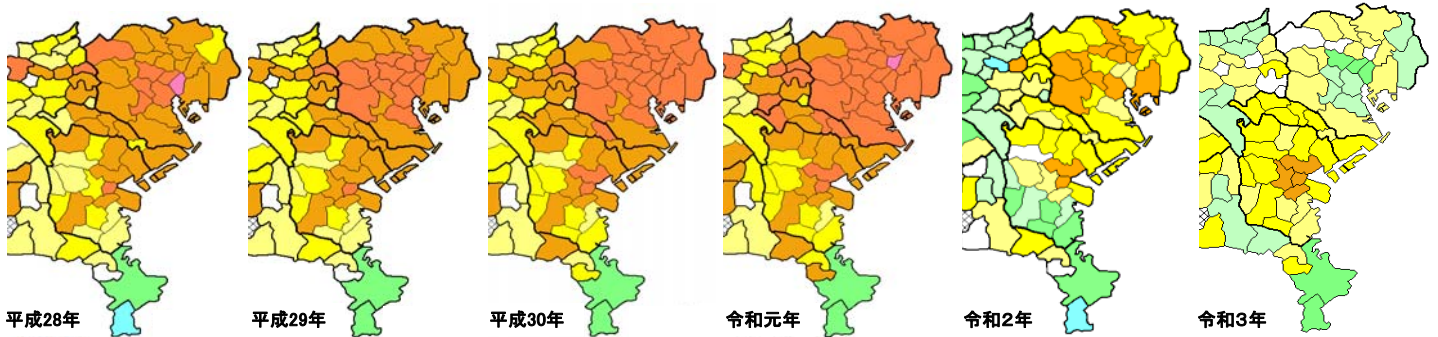 平成28年
平成29年
平成30年
令和元年
令和2年
令和3年